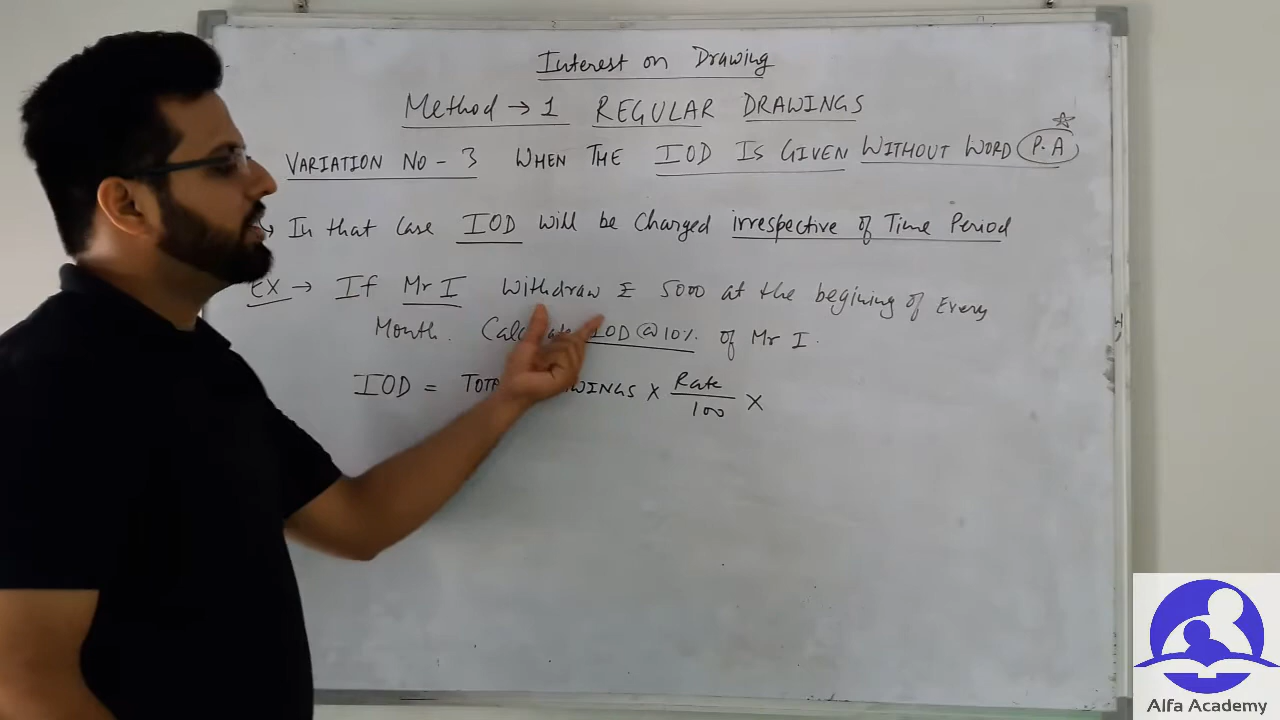 Interest on Drawing
Method → 1 REGULAR DRAWINGS
VARIATION NO - 3 WHEN THE IOD IS GIVEN WITHOUT WORD P.A
In that Case IOD will be Charged irrespective of Time Period
EX → If Mr I Withdraw 5000 at the begining of Every
Month. IOD @ 10% of Mr I.
IOD = × Rate/100 ×
Alfa Academy